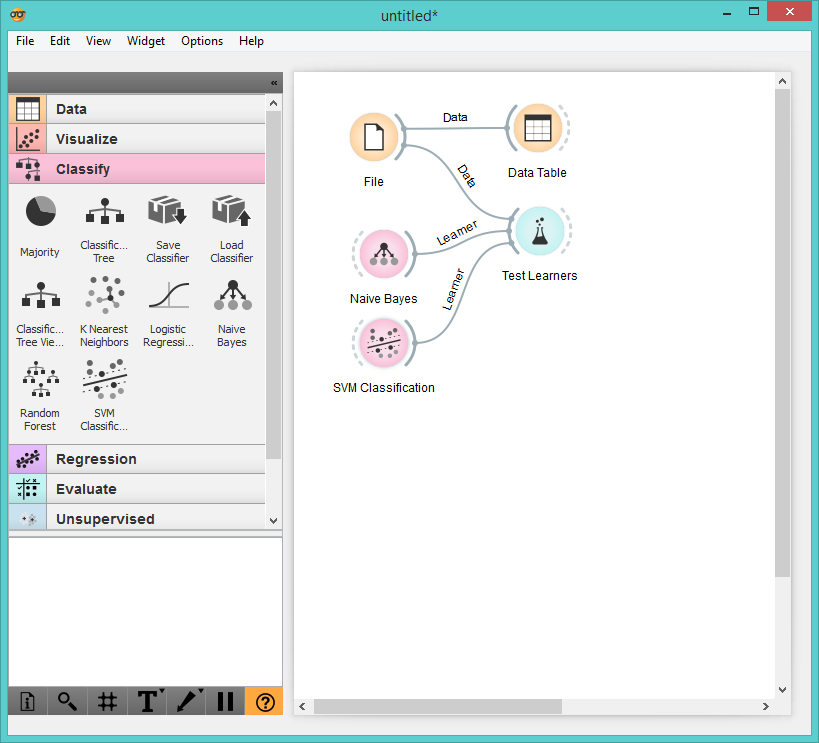 untitled*
File Edit View Widget Options Help
«
Data
Visualize
Classify
Majority
Classific...
Tree
Save
Classifier
Load
Classifier
Classific...
Tree Vie...
K Nearest
Neighbors
Logistic
Regressi...
Naive
Bayes
Random
Forest
SVM
Classific...
Regression
Evaluate
Unsupervised
T
?
Data
File
Data Table
Data
Learner
Naive Bayes
Test Learners
Learner
SVM Classification